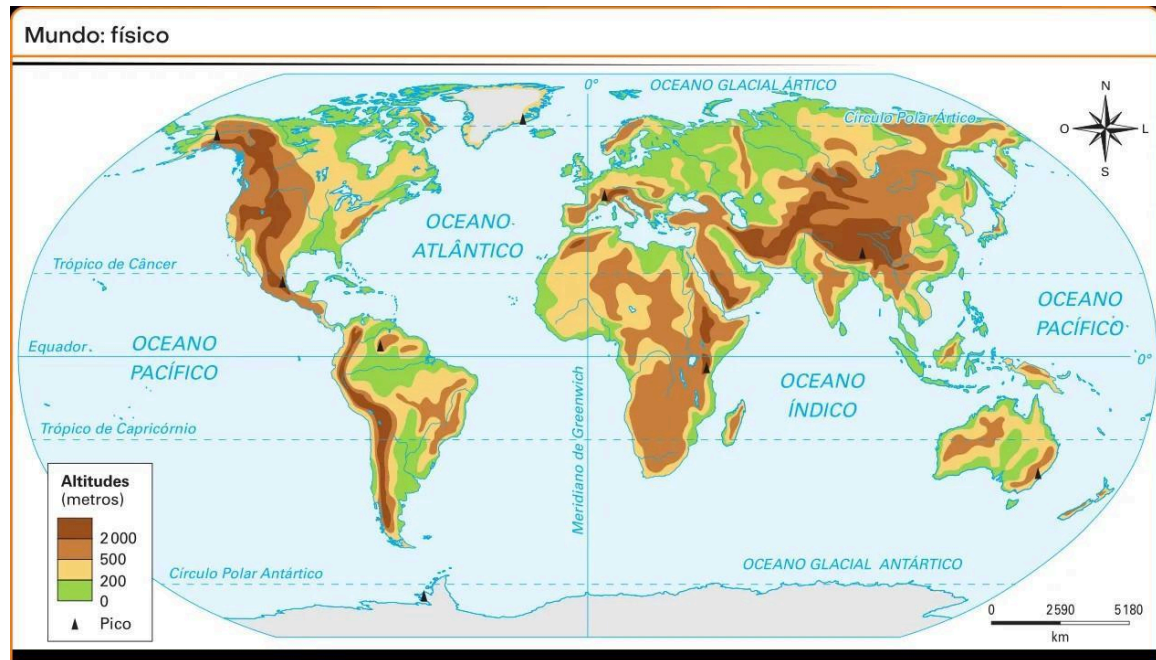 Mundo: físico
0°
OCEANO GLACIAL ÁRTICO
Círculo Polar Ártico
N
O
L
S
OCEANO
ATLÂNTICO
Trópico de Câncer
OCEANO
PACÍFICO
Equador
OCEANO
PACÍFICO
0°
OCEANO
ÍNDICO
Meridiano de Greenwich
Trópico de Capricórnio
Altitudes
(metros)
2 000
500
200
0
Pico
Círculo Polar Antártico
OCEANO GLACIAL ANTÁRTICO
0 2590 5180
km